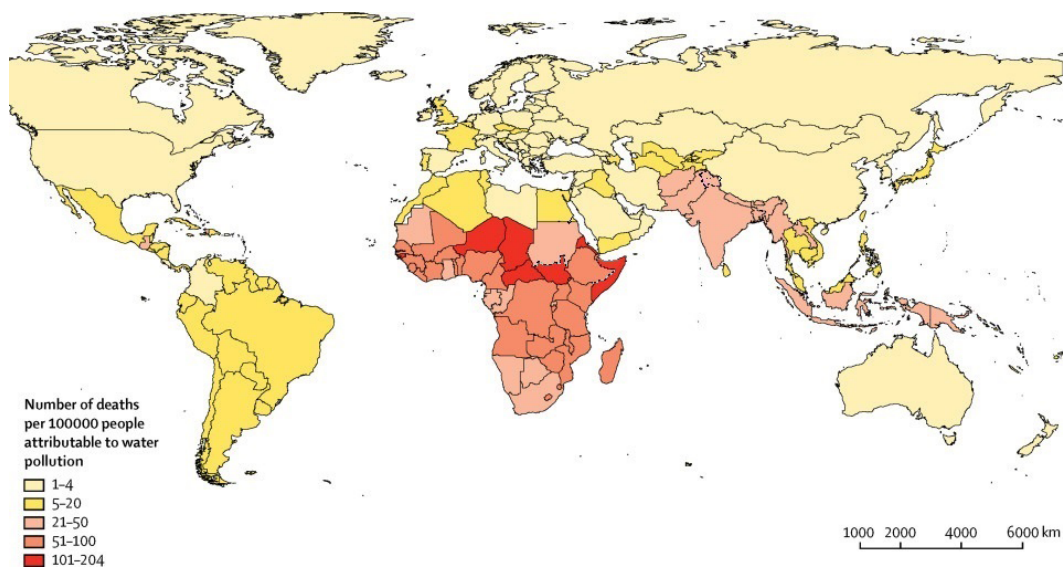 Number of deaths
per 100000 people
attributable to water
pollution
1–4
5–20
21–50
51–100
101–204
1000 2000 4000 6000 km